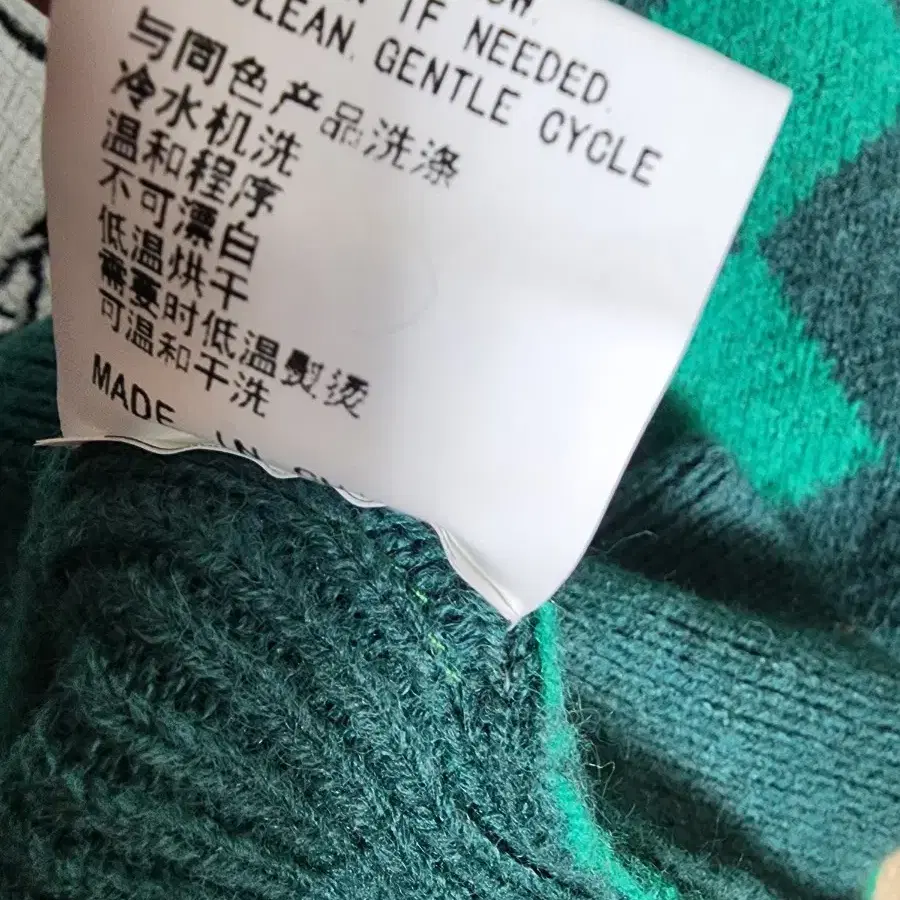 IF NEEDED.
CLEAN. GENTLE CYCLE
与同色产品洗涤
冷水机洗
温和程序
不可漂白
低温烘干
需要时低温熨烫
可温和干洗
MADE IN